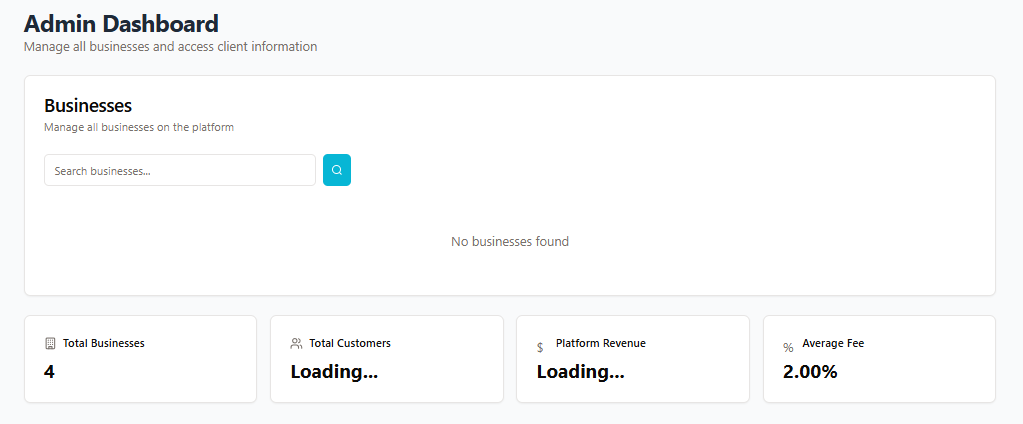 Admin Dashboard
Manage all businesses and access client information
Businesses
Manage all businesses on the platform
Search businesses...
No businesses found
Total Businesses
4
Total Customers
Loading...
$ Platform Revenue
Loading...
% Average Fee
2.00%